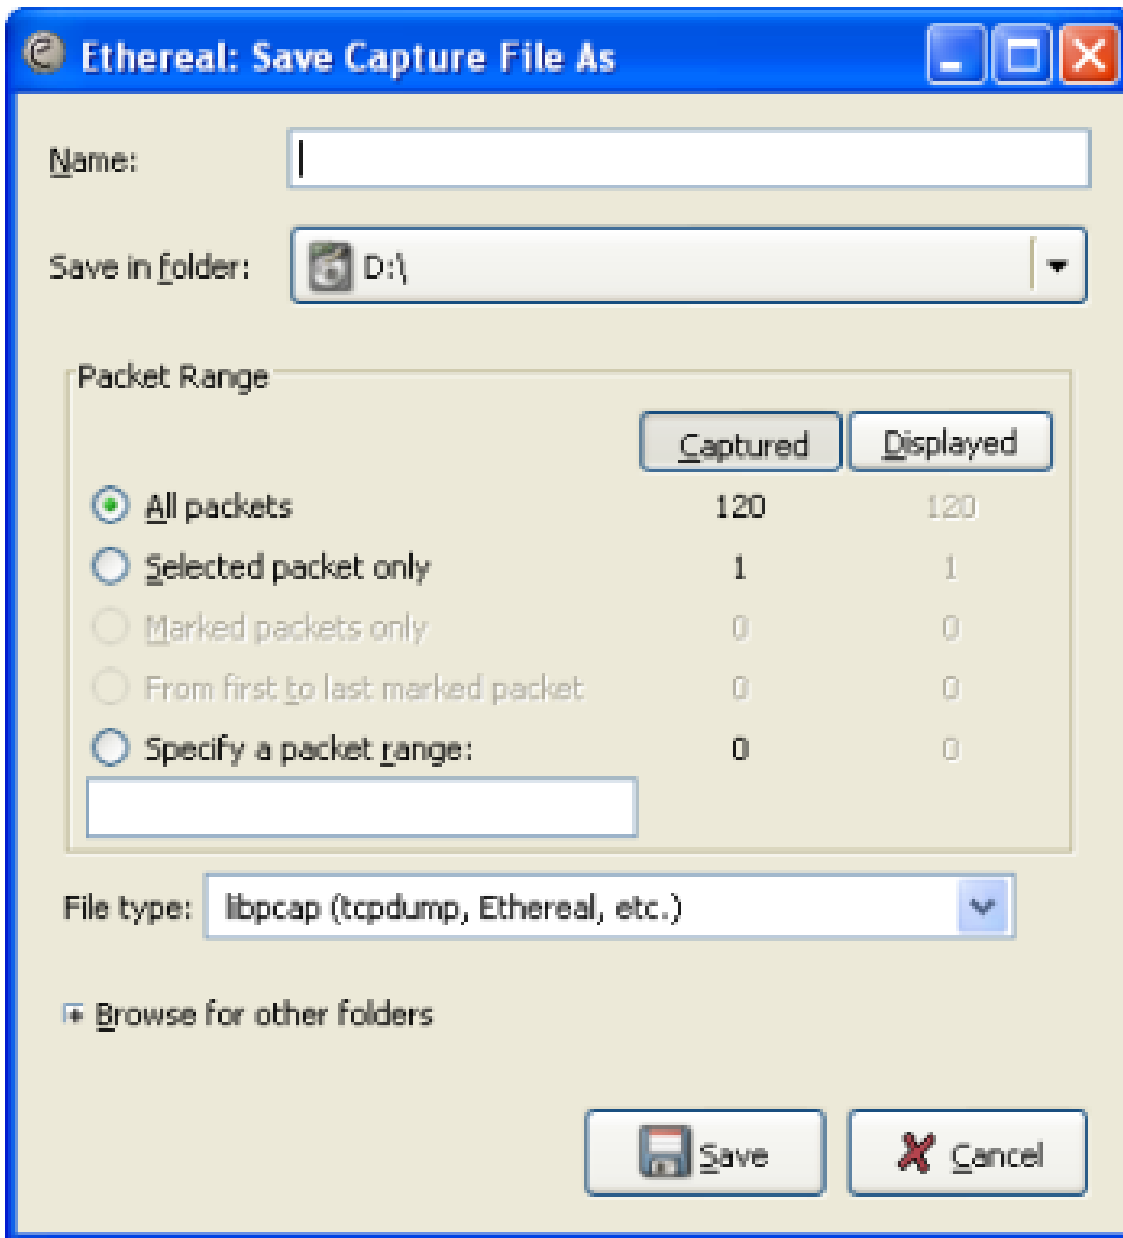 Ethereal: Save Capture File As
Name:
Save in folder: D:\
Packet Range
Captured Displayed
All packets 120 120
Selected packet only 1 1
Marked packets only 0 0
From first to last marked packet 0 0
Specify a packet range: 0 0
File type: libpcap (tcpdump, Ethereal, etc.)
Browse for other folders
Save Cancel